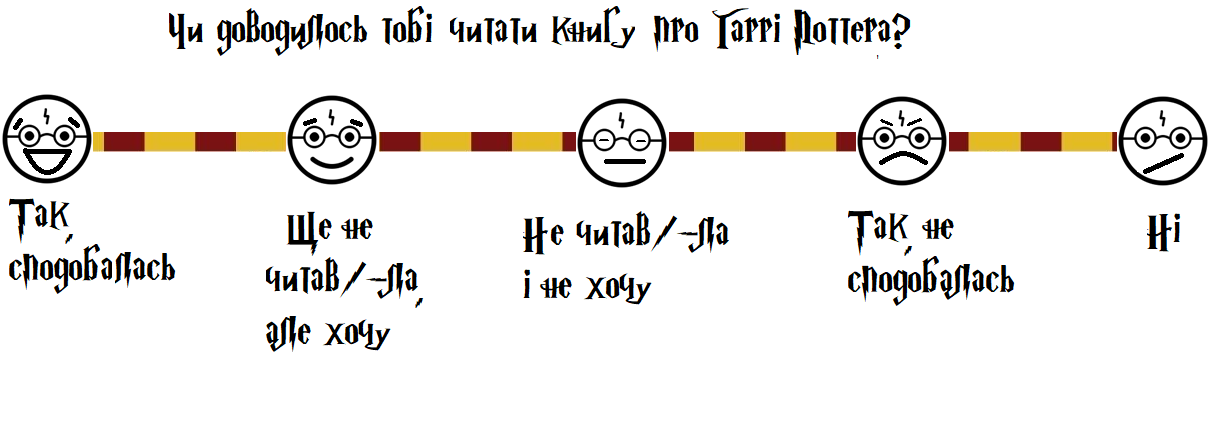 Чи доводилось тобі читати книгу про Гаррі Поттера?
Так,
сподобалась
Ще не
читав/-ла,
але хочу
Не читав/-ла
і не хочу
Так, не
сподобалась
Ні